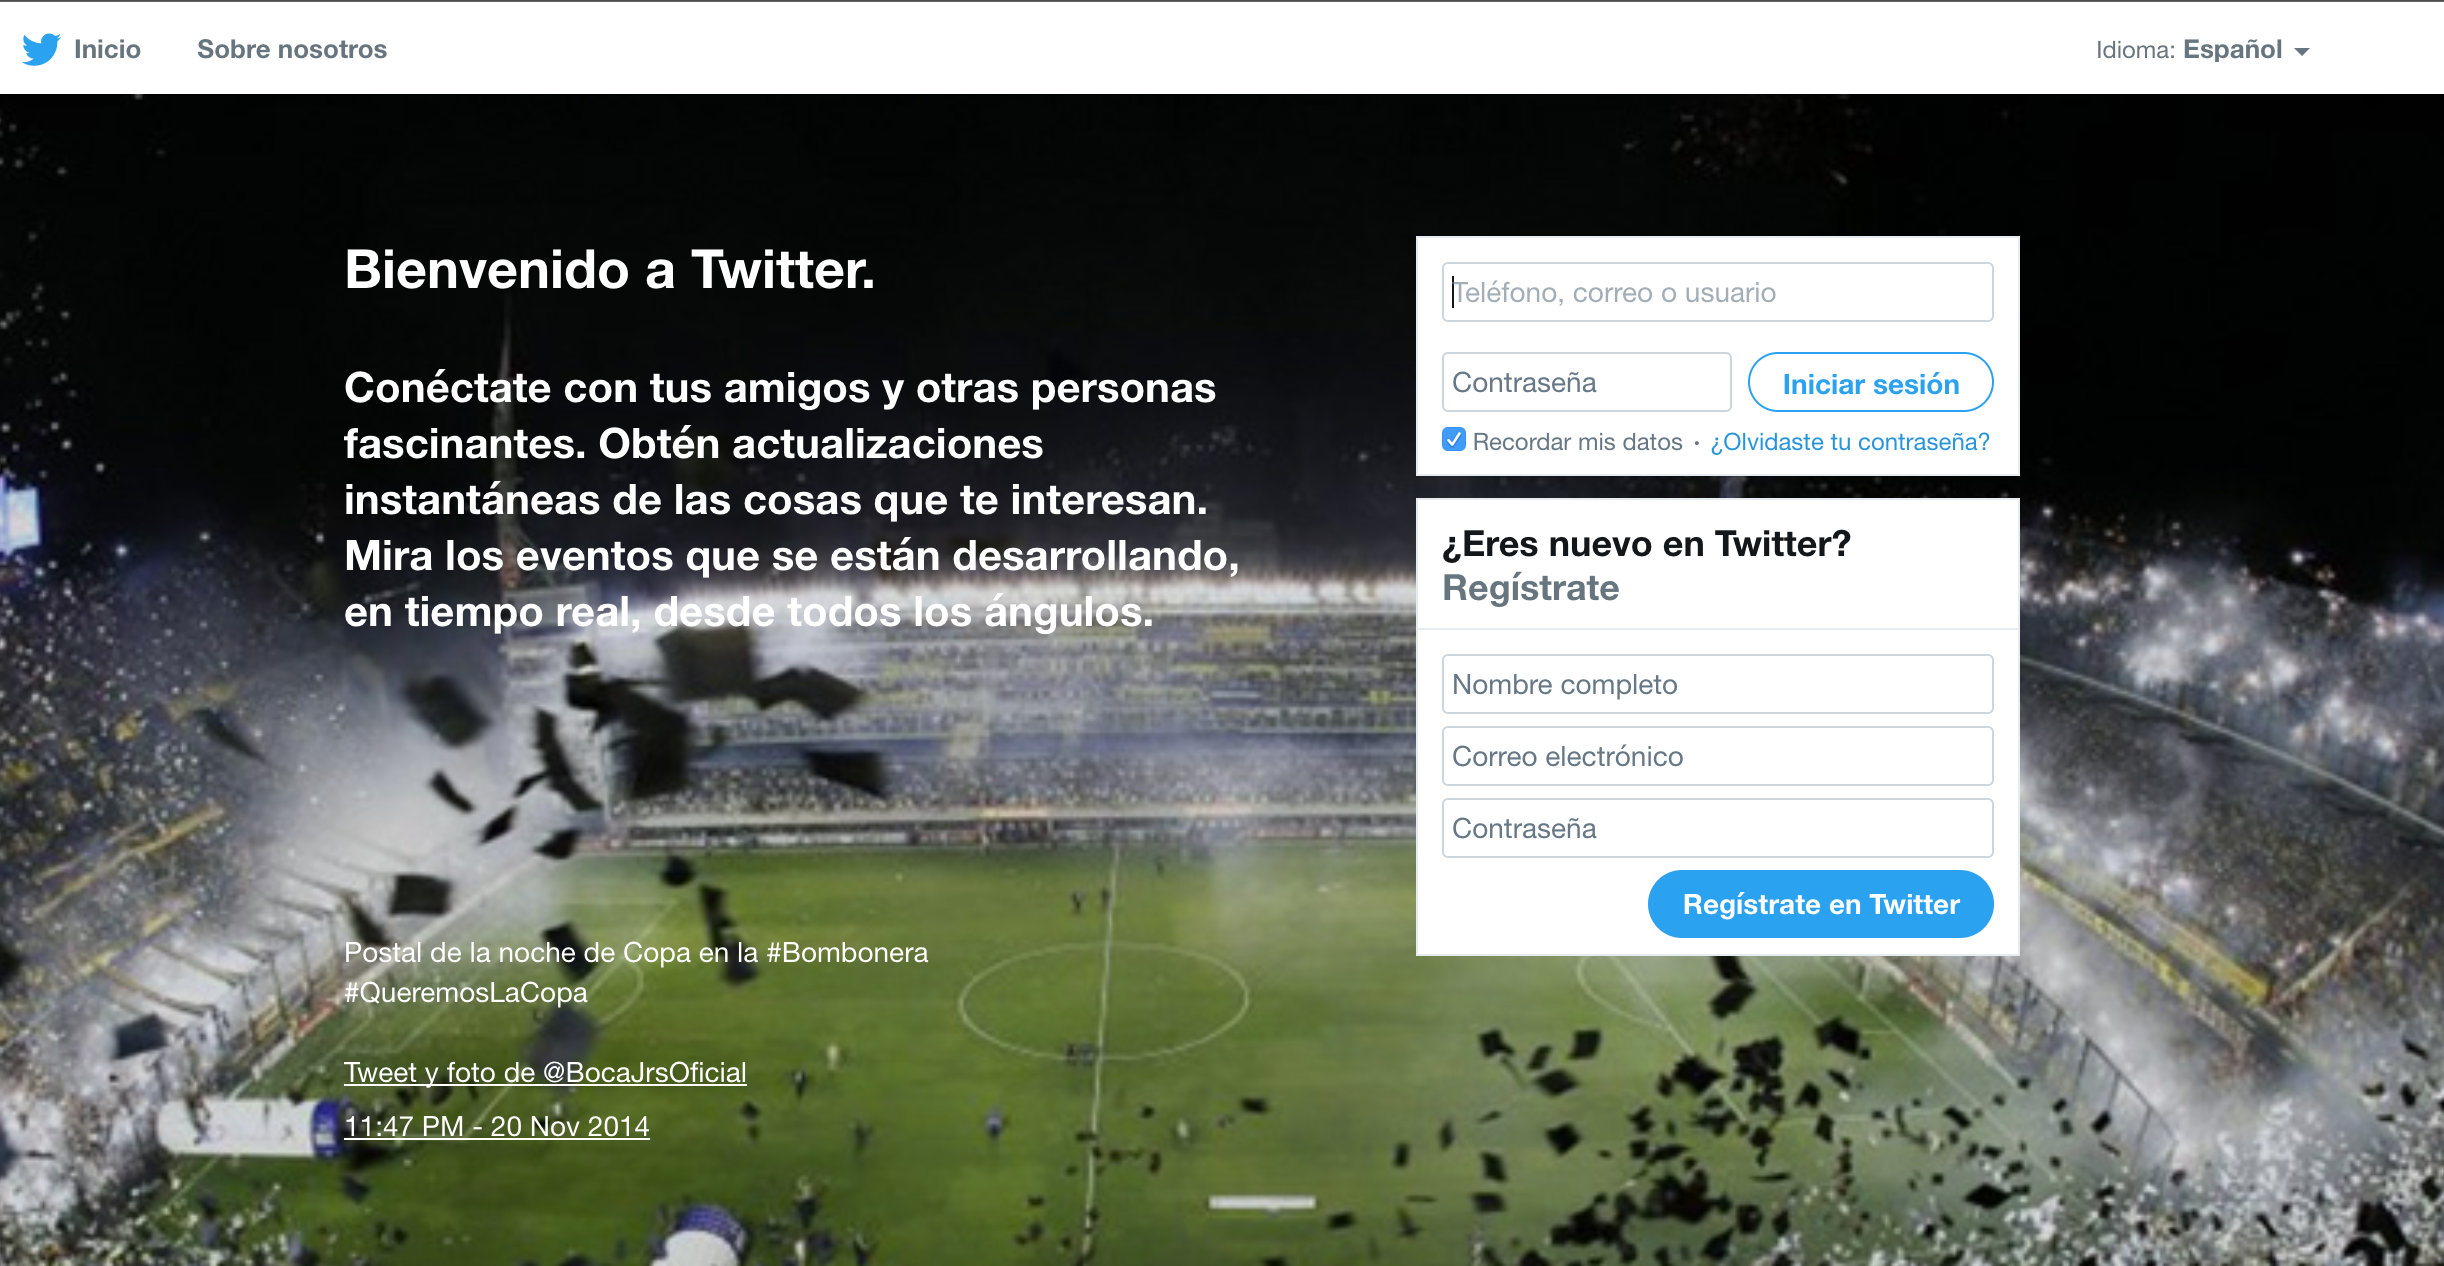 Inicio
Sobre nosotros
Idioma: Español
Bienvenido a Twitter.
Conéctate con tus amigos y otras personas
fascinantes. Obtén actualizaciones
instantáneas de las cosas que te interesan.
Mira los eventos que se están desarrollando,
en tiempo real, desde todos los ángulos.
Postal de la noche de Copa en la #Bombonera
#QueremosLaCopa
Tweet y foto de @BocaJrsOficial
11:47 PM - 20 Nov 2014
Teléfono, correo o usuario
Contraseña
Iniciar sesión
Recordar mis datos · ¿Olvidaste tu contraseña?
¿Eres nuevo en Twitter?
Regístrate
Nombre completo
Correo electrónico
Contraseña
Regístrate en Twitter